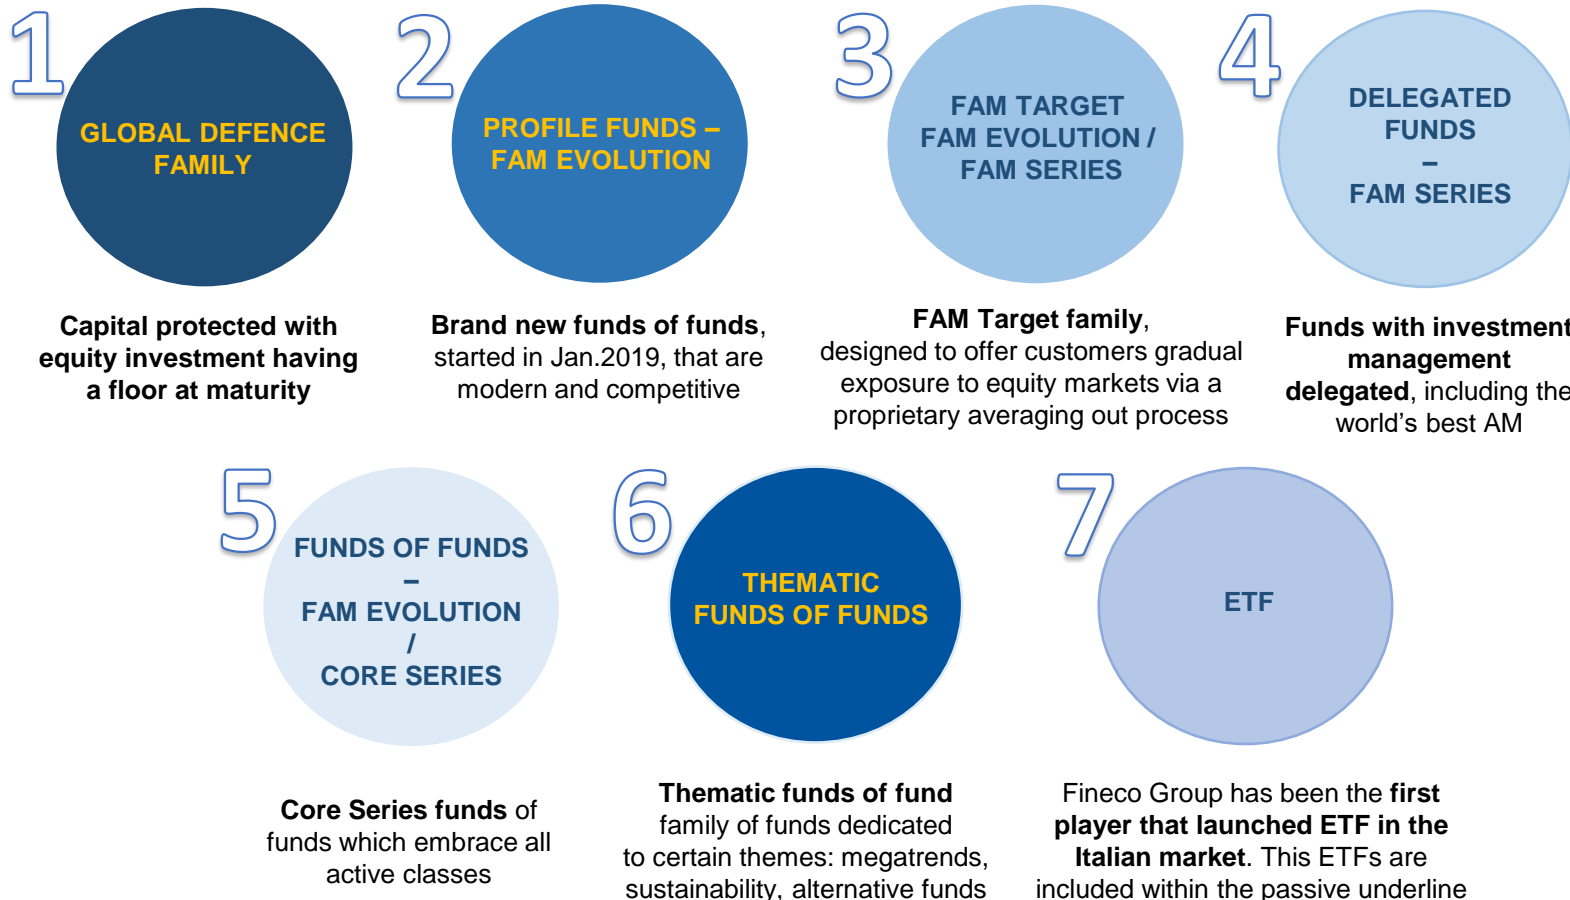 1
GLOBAL DEFENCE
FAMILY
Capital protected with
equity investment having
a floor at maturity
2
PROFILE FUNDS –
FAM EVOLUTION
Brand new funds of funds,
started in Jan.2019, that are
modern and competitive
3
FAM TARGET
FAM EVOLUTION /
FAM SERIES
FAM Target family,
designed to offer customers gradual
exposure to equity markets via a
proprietary averaging out process
4
DELEGATED
FUNDS
–
FAM SERIES
Funds with investment
management
delegated, including the
world’s best AM
5
FUNDS OF FUNDS
–
FAM EVOLUTION
/
CORE SERIES
Core Series funds of
funds which embrace all
active classes
6
THEMATIC
FUNDS OF FUNDS
Thematic funds of fund
family of funds dedicated
to certain themes: megatrends,
sustainability, alternative funds
7
ETF
Fineco Group has been the first
player that launched ETF in the
Italian market. This ETFs are
included within the passive underline